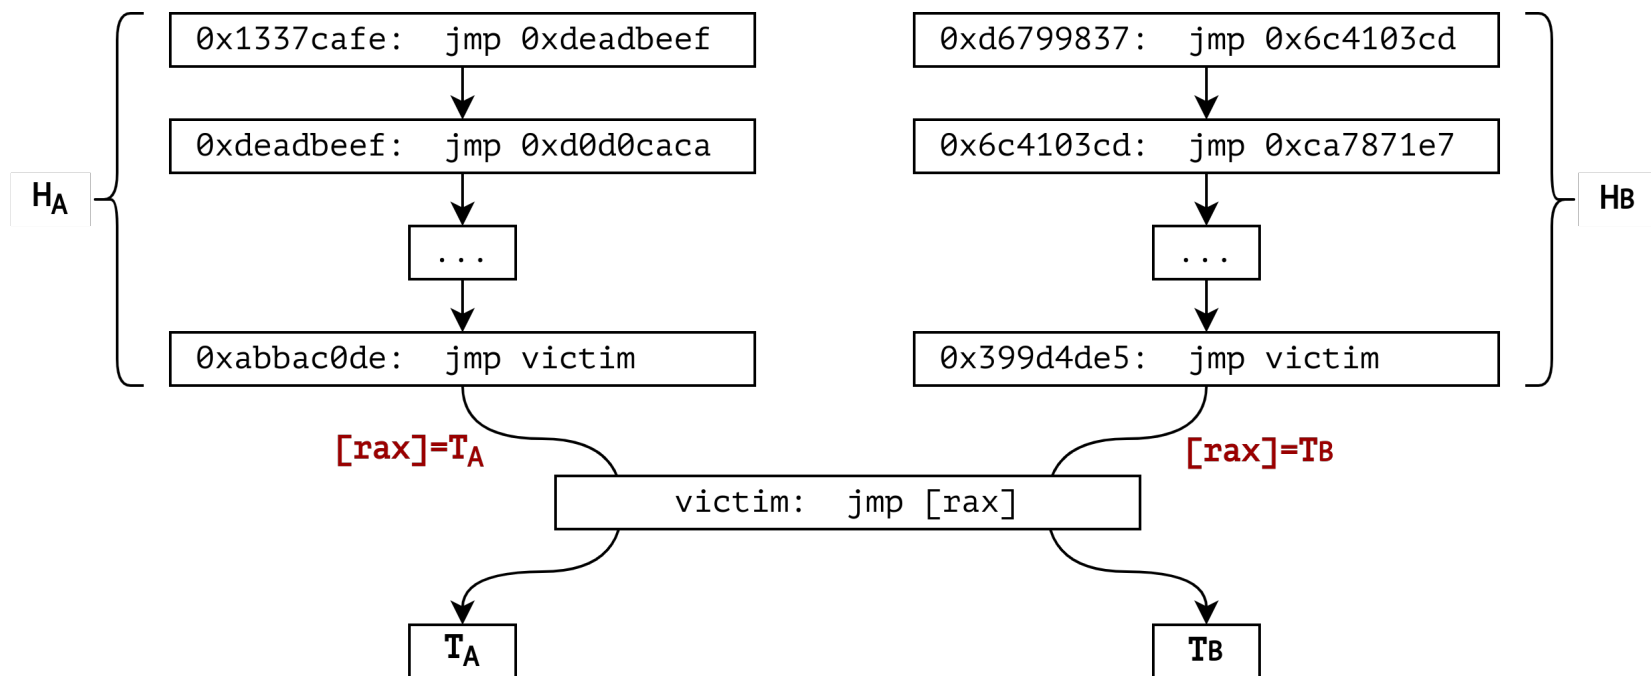 0x1337cafe: jmp 0xdeadbeef
0xd6799837: jmp 0x6c4103cd
0xdeadbeef: jmp 0xd0d0caca
0x6c4103cd: jmp 0xca7871e7
HA
HB
...
...
0xabbac0de: jmp victim
0x399d4de5: jmp victim
[rax]=TA
[rax]=TB
victim: jmp [rax]
TA
TB